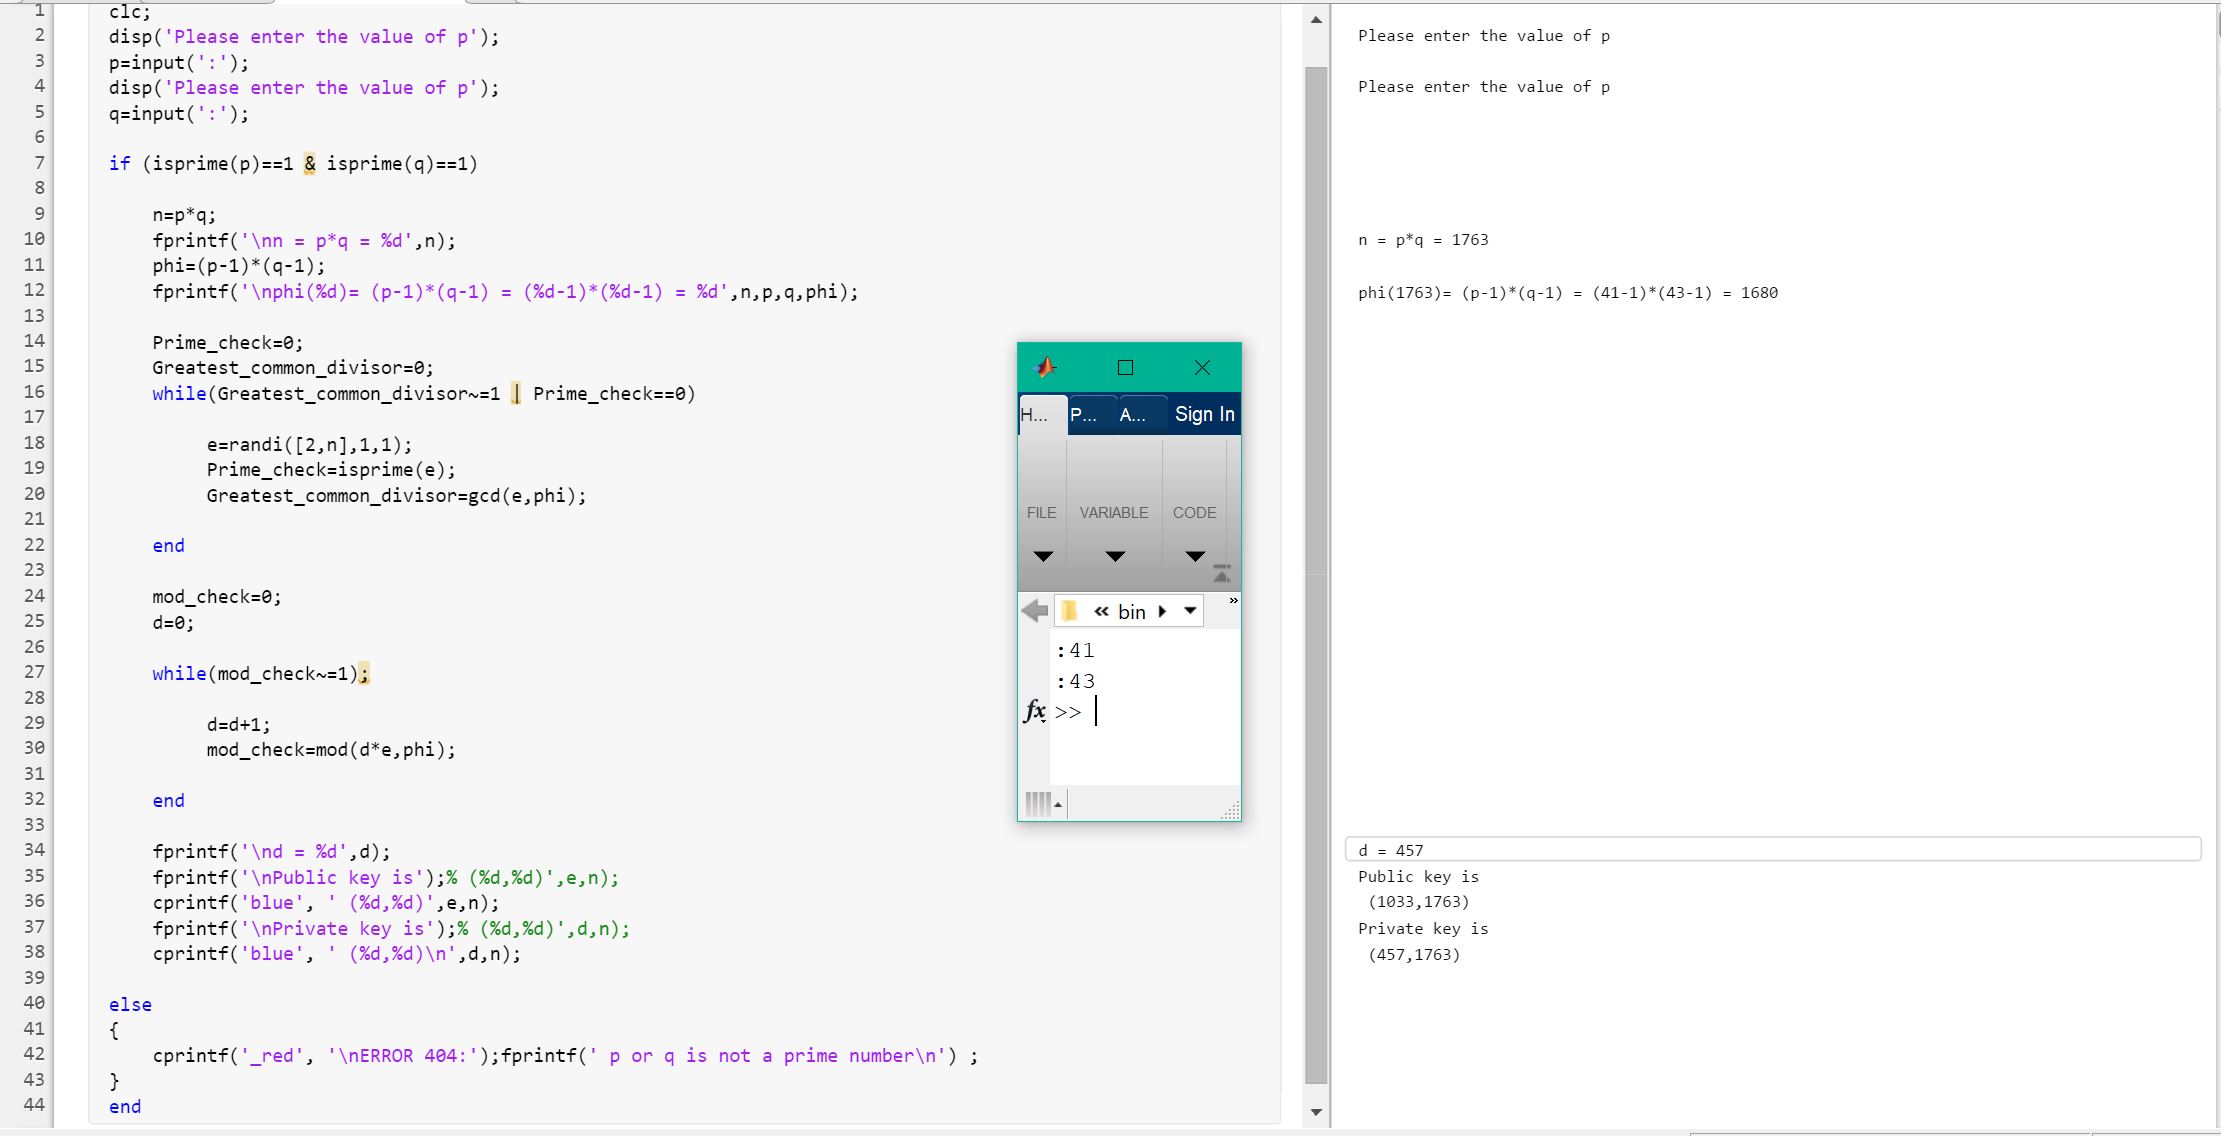 1 clc;
2 disp('Please enter the value of p');
3 p=input(':');
4 disp('Please enter the value of p');
5 q=input(':');
6
7 if (isprime(p)==1 & isprime(q)==1)
8
9 n=p*q;
10 fprintf('\nn = p*q = %d',n);
11 phi=(p-1)*(q-1);
12 fprintf('\nphi(%d)= (p-1)*(q-1) = (%d-1)*(%d-1) = %d',n,p,q,phi);
13
14 Prime_check=0;
15 Greatest_common_divisor=0;
16 while(Greatest_common_divisor~=1 | Prime_check==0)
17
18 e=randi([2,n],1,1);
19 Prime_check=isprime(e);
20 Greatest_common_divisor=gcd(e,phi);
21
22 end
23
24 mod_check=0;
25 d=0;
26
27 while(mod_check~=1);
28
29 d=d+1;
30 mod_check=mod(d*e,phi);
31
32 end
33
34 fprintf('\nd = %d',d);
35 fprintf('\nPublic key is');% (%d,%d)',e,n);
36 cprintf('blue', ' (%d,%d)',e,n);
37 fprintf('\nPrivate key is');% (%d,%d)',d,n);
38 cprintf('blue', ' (%d,%d)\n',d,n);
39
40 else
41 {
42 cprintf('_red', '\nERROR 404:');fprintf(' p or q is not a prime number\n') ;
43 }
44 end
H... P... A... Sign In
FILE VARIABLE CODE
« bin »
:41
:43
fx >>
Please enter the value of p
Please enter the value of p
n = p*q = 1763
phi(1763)= (p-1)*(q-1) = (41-1)*(43-1) = 1680
d = 457
Public key is
(1033,1763)
Private key is
(457,1763)